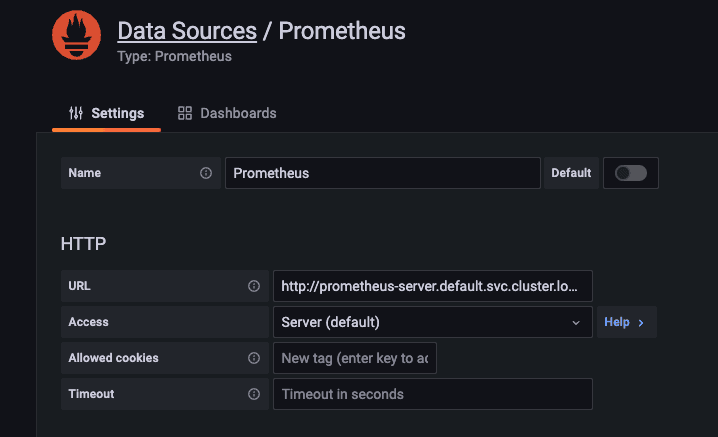 Data Sources / Prometheus
Type: Prometheus
Settings
Dashboards
Name
Prometheus
Default
HTTP
URL
http://prometheus-server.default.svc.cluster.lo...
Access
Server (default)
Help
Allowed cookies
New tag (enter key to ac
Timeout
Timeout in seconds